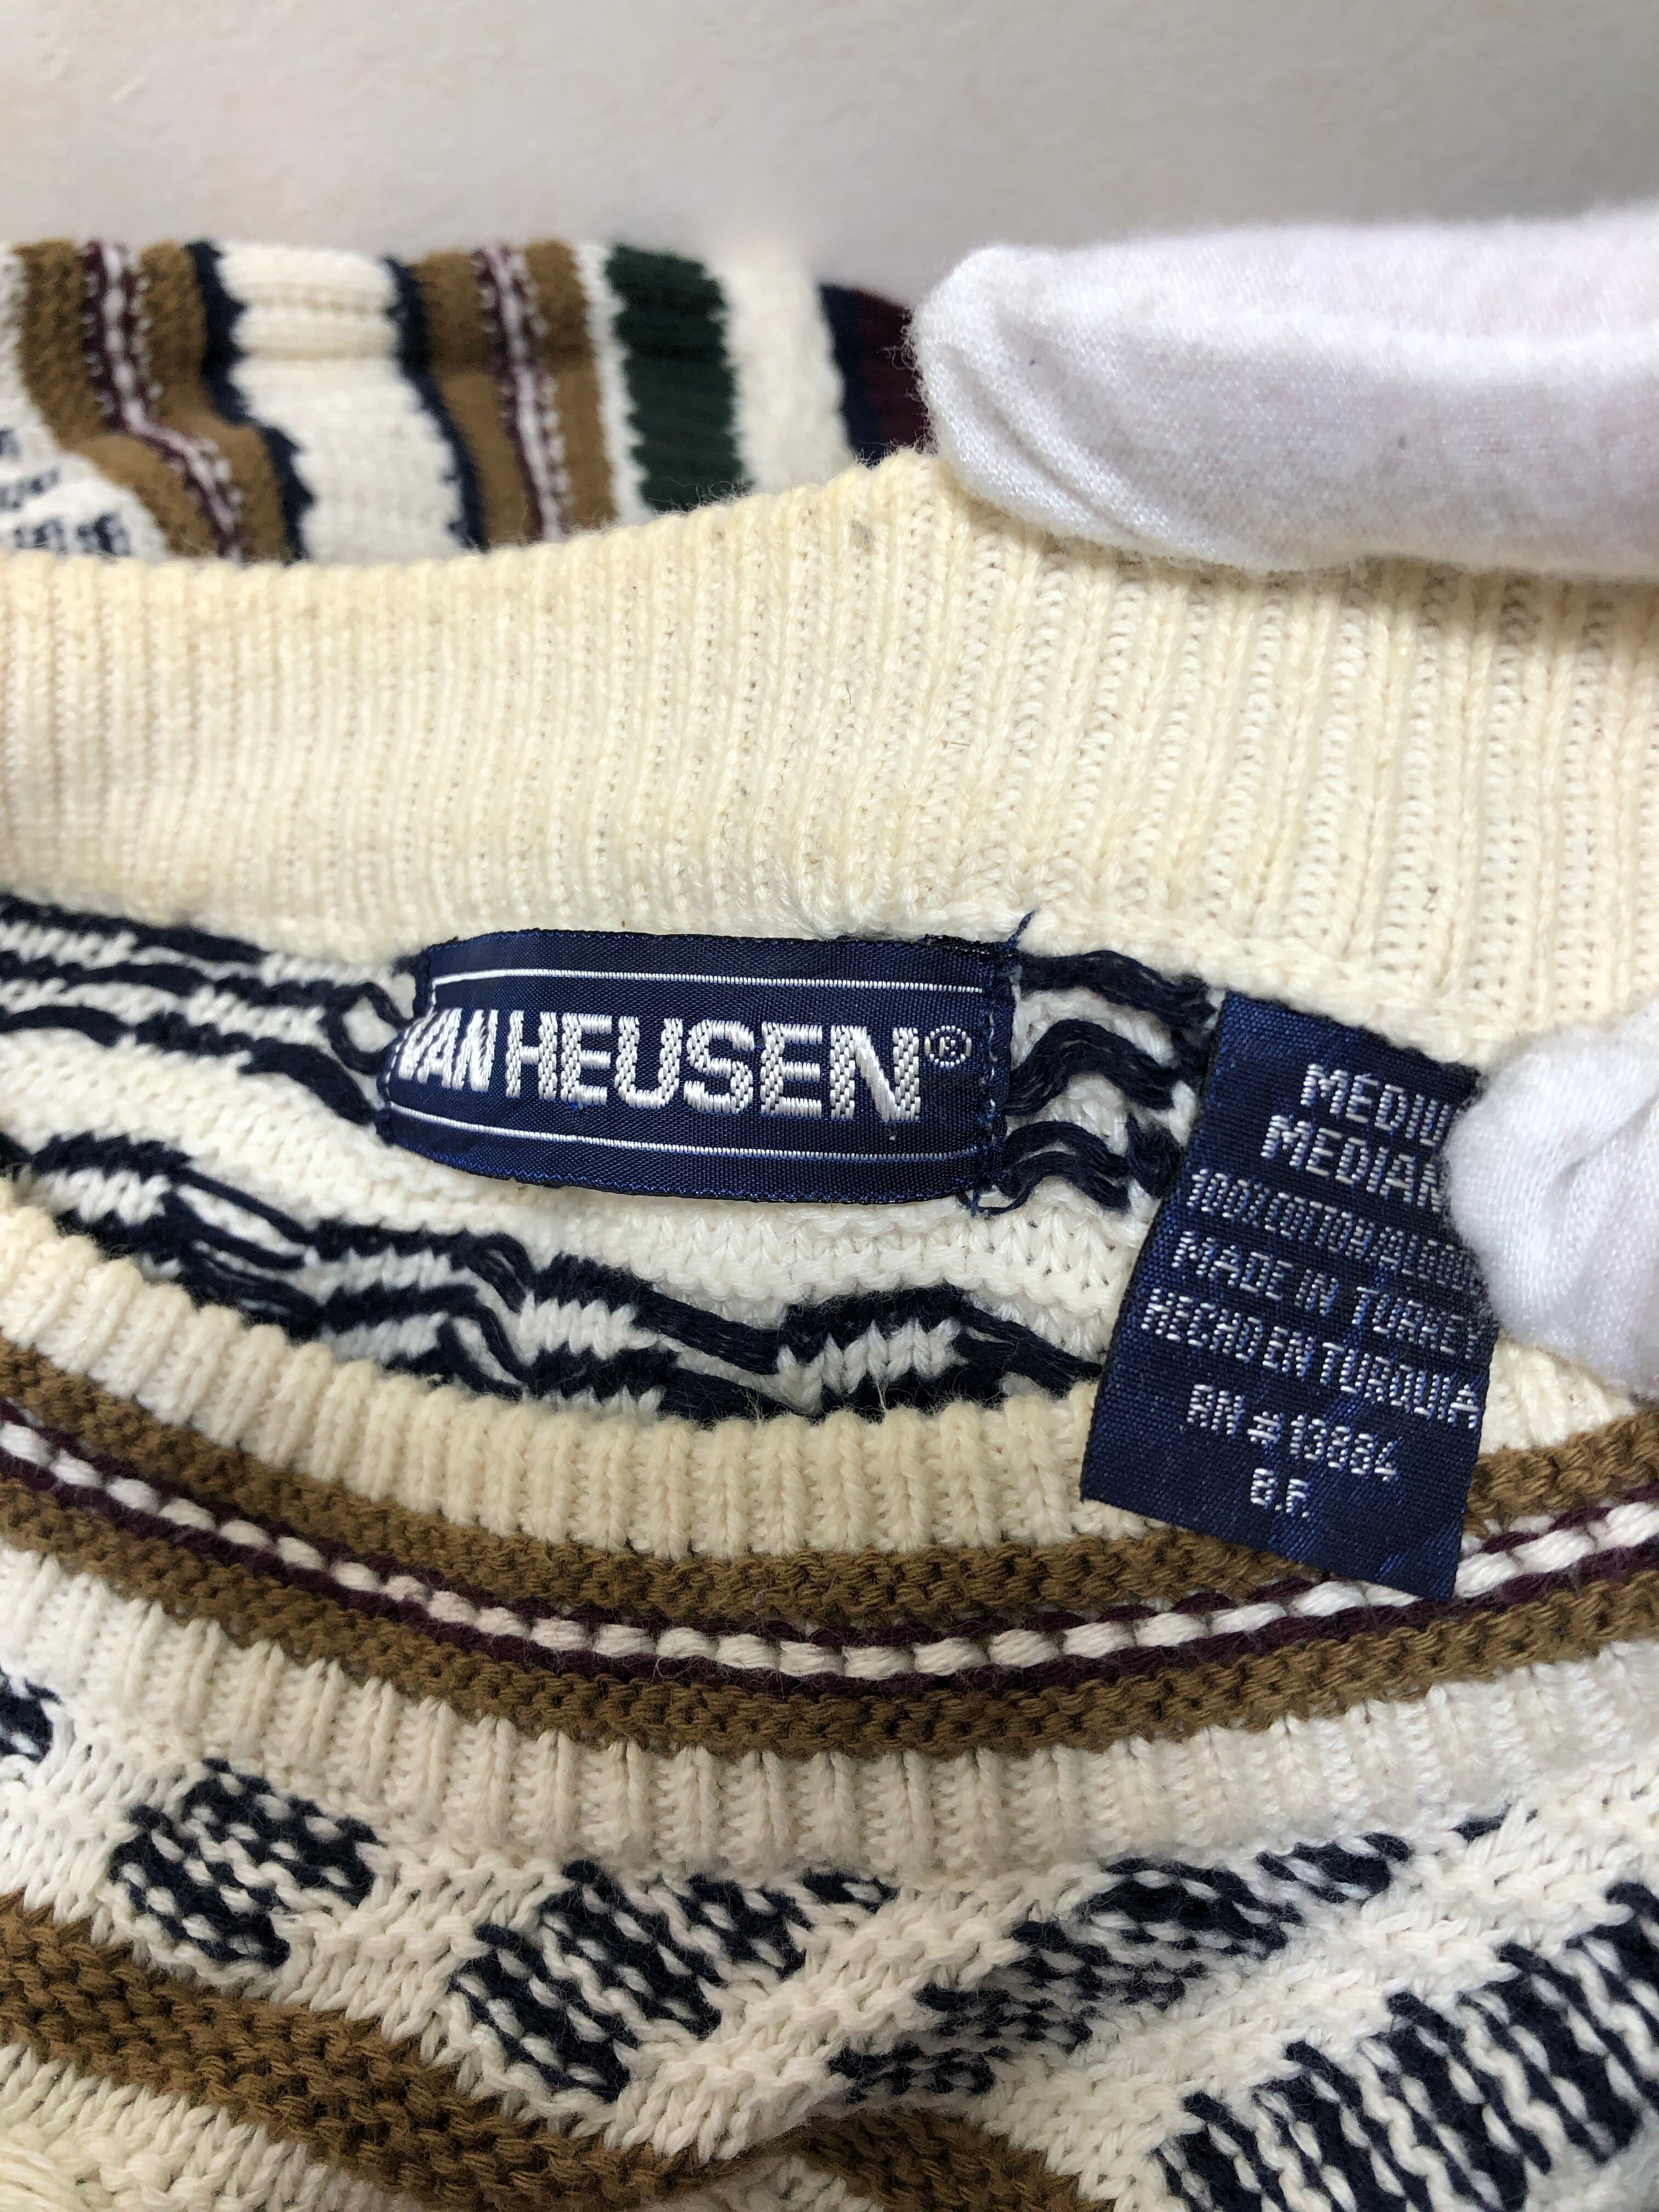 VAN HEUSEN®
MEDIU
MEDIAN
100% COTTON/ALGOD
MADE IN TURKEY
HECHO EN TURQUIA
RN #13884
B.F.